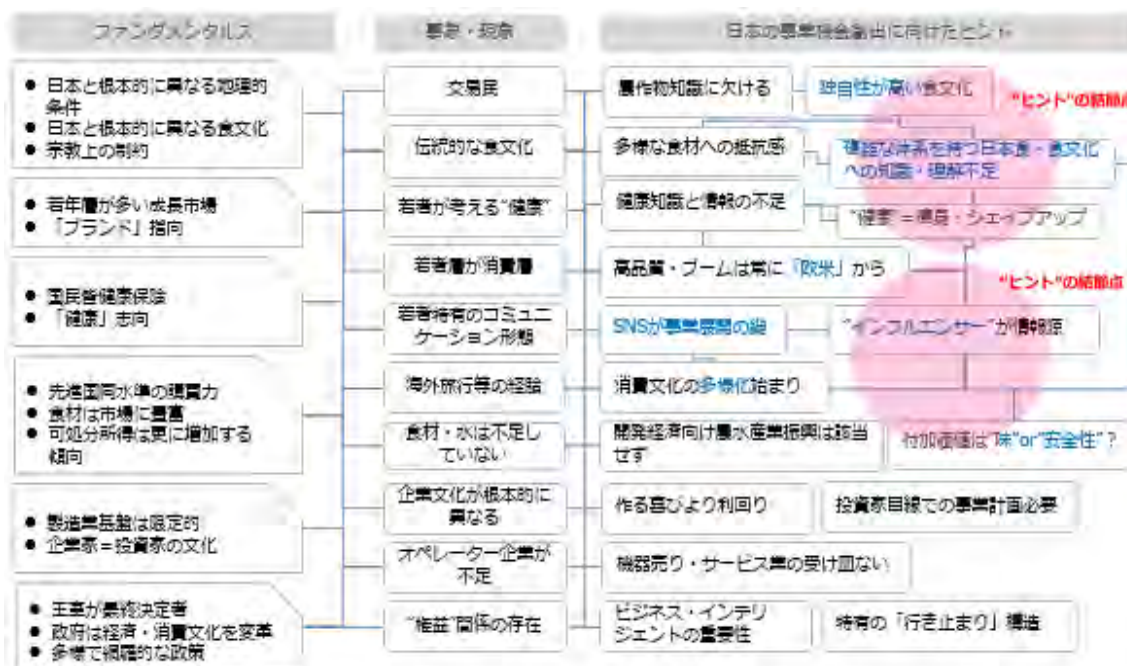 ファンダメンタルス
事象・現象
日本の事業機会創出に向けたヒント
● 日本と根本的に異なる地理的
条件
● 日本と根本的に異なる食文化
● 宗教上の制約
● 若年層が多い成長市場
● 「ブランド」指向
● 国民皆健康保険
● 「健康」志向
● 先進国同水準の購買力
● 食材は市場に豊富
● 可処分所得は更に増加する
傾向
● 製造業基盤は限定的
● 企業家＝投資家の文化
● 王室が最終決定者
● 政府は経済・消費文化を変革
● 多様で網羅的な政策
交易民
伝統的な食文化
若者が考える“健康”
若者層が消費層
若者特有のコミュニ
ケーション形態
海外旅行等の経験
食材・水は不足し
ていない
企業文化が根本的に
異なる
オペレーター企業が
不足
“権益”関係の存在
農作物知識に欠ける
独自性が高い食文化
“ヒント”の結節点
多様な食材への抵抗感
複雑な体系を持つ日本食・食文化
への知識・理解不足
健康知識と情報の不足
“健康”＝痩身・シェイプアップ
高品質・ブームは常に「欧米」から
“ヒント”の結節点
SNSが事業展開の鍵
“インフルエンサー”が情報源
消費文化の多様化始まり
開発経済向け農水産業振興は該当
せず
付加価値は“味”or“安全性”？
作る喜びより利回り
投資家目線での事業計画必要
機器売り・サービス業の受け皿ない
ビジネス・インテリ
ジェントの重要性
特有の「行き止まり」構造